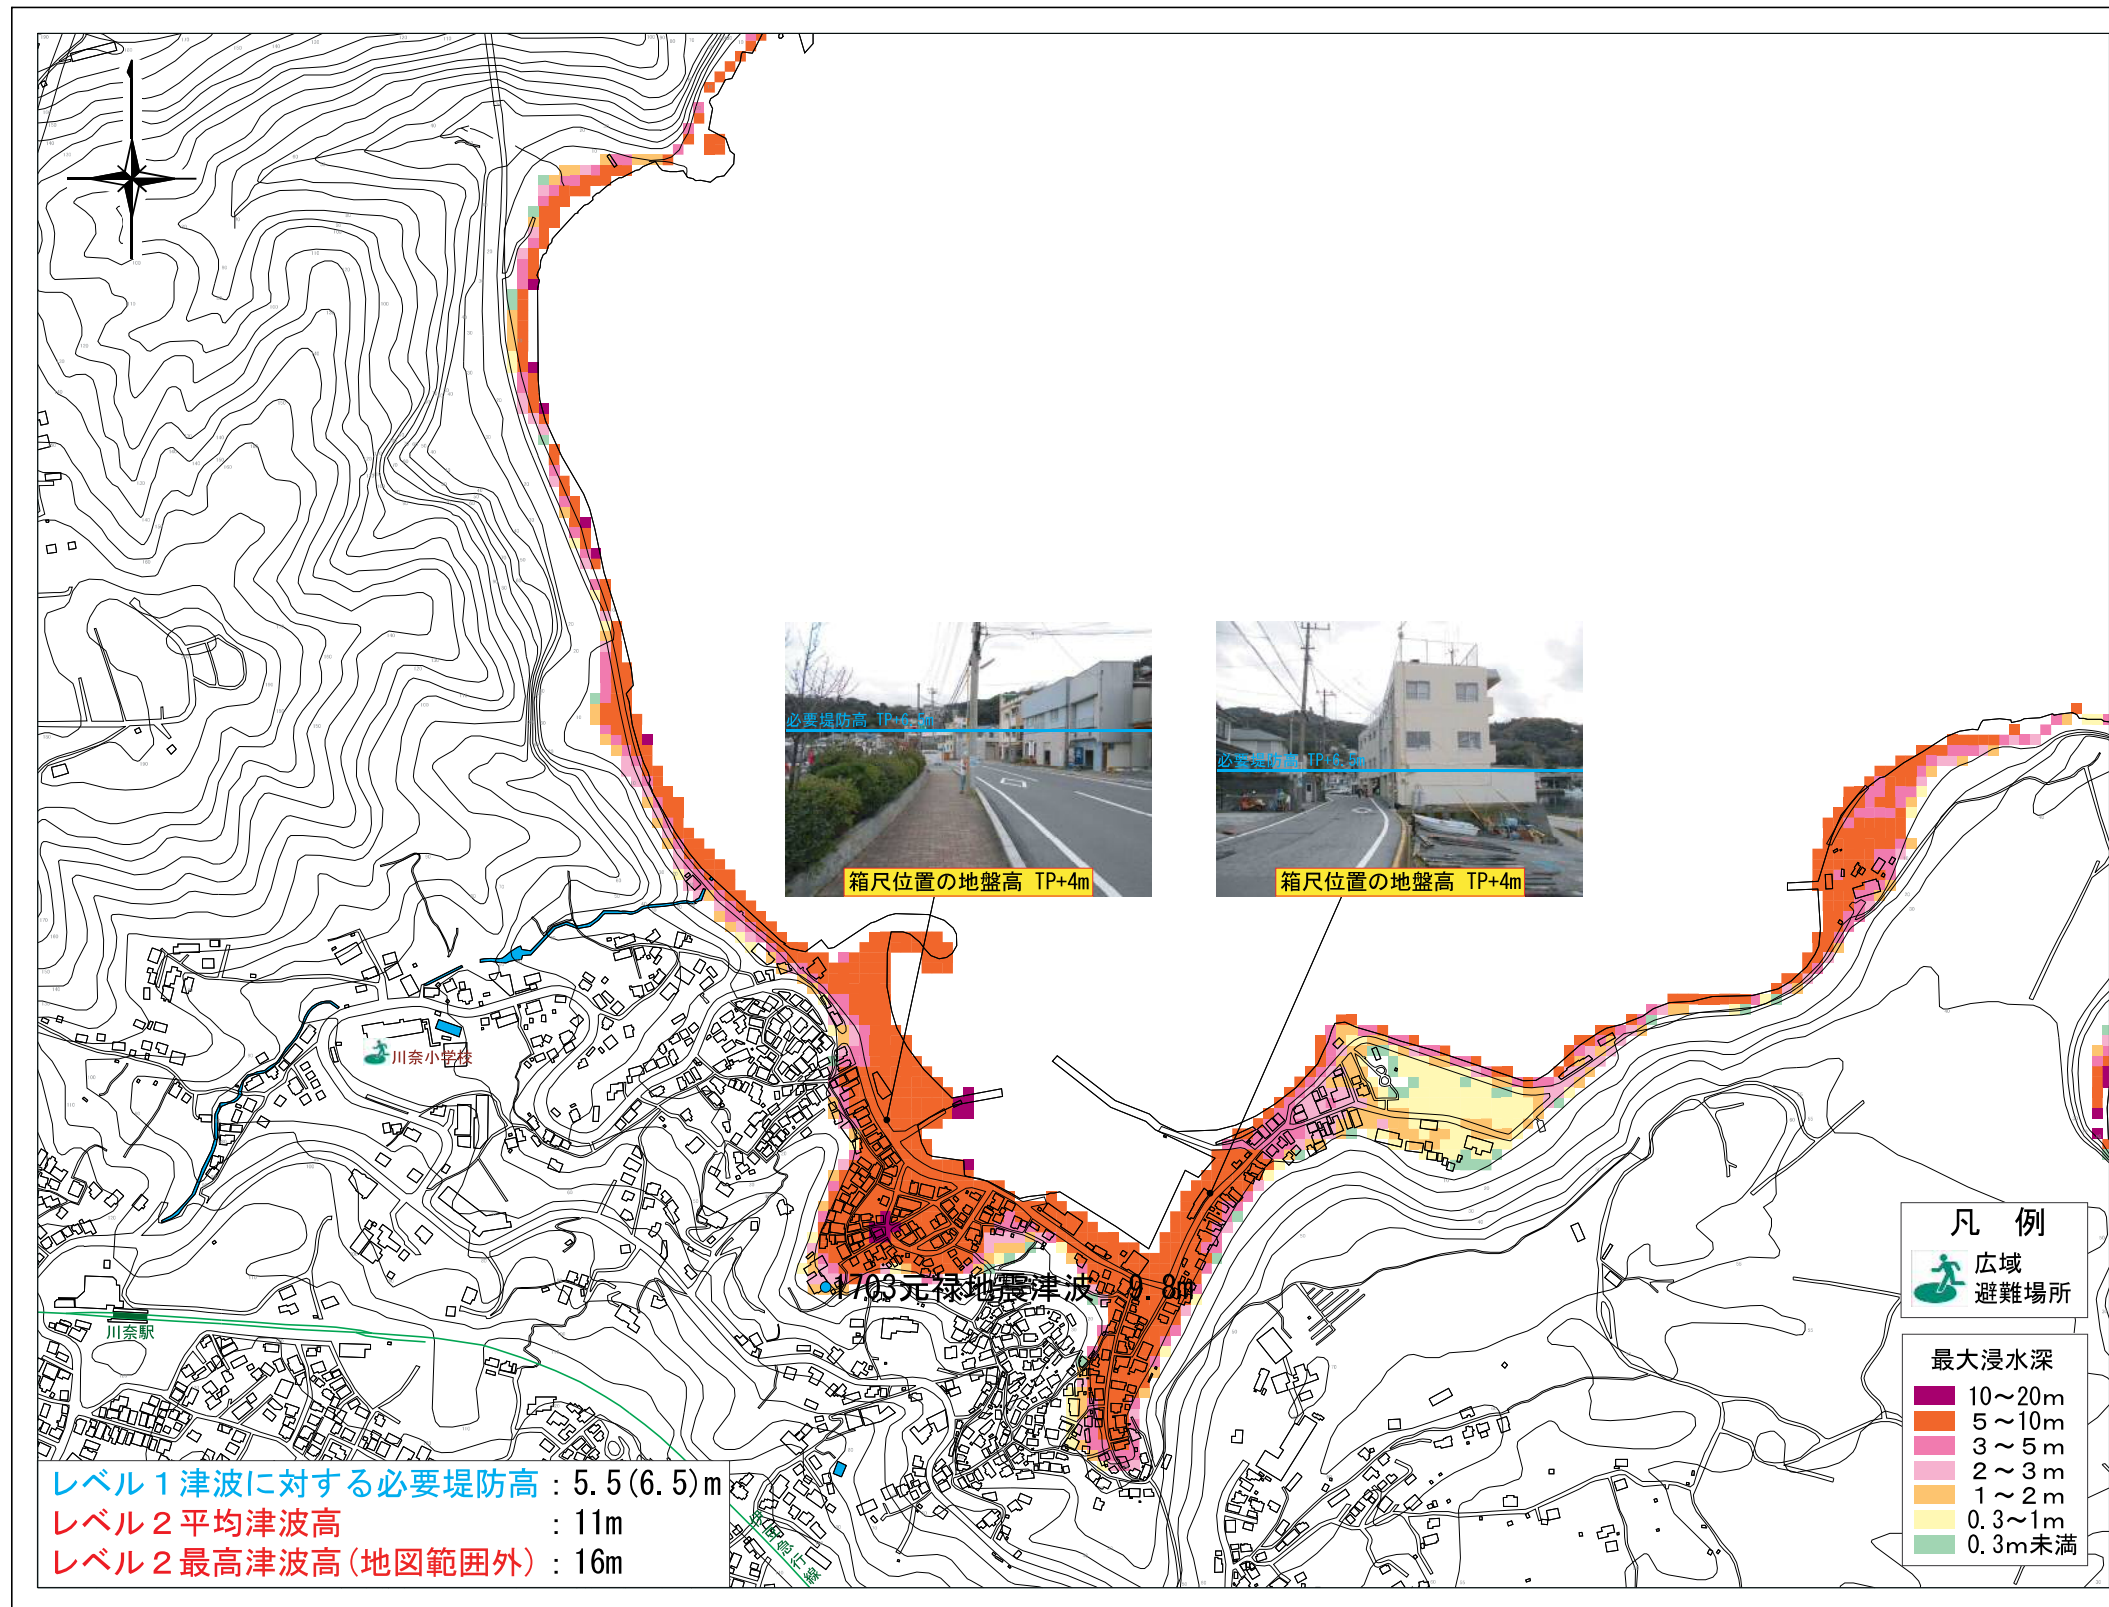 必要堤防高 TP+6.5m
必要堤防高 TP+6.5m
箱尺位置の地盤高 TP+4m
箱尺位置の地盤高 TP+4m
川奈小学校
1703元禄地震津波 9.8m
川奈駅
伊豆急行線
凡 例
広域
避難場所
最大浸水深
10～20m
5～10m
3～5m
2～3m
1～2m
0.3～1m
0.3m未満
レベル1津波に対する必要堤防高：5.5(6.5)m
レベル2平均津波高：11m
レベル2最高津波高(地図範囲外)：16m